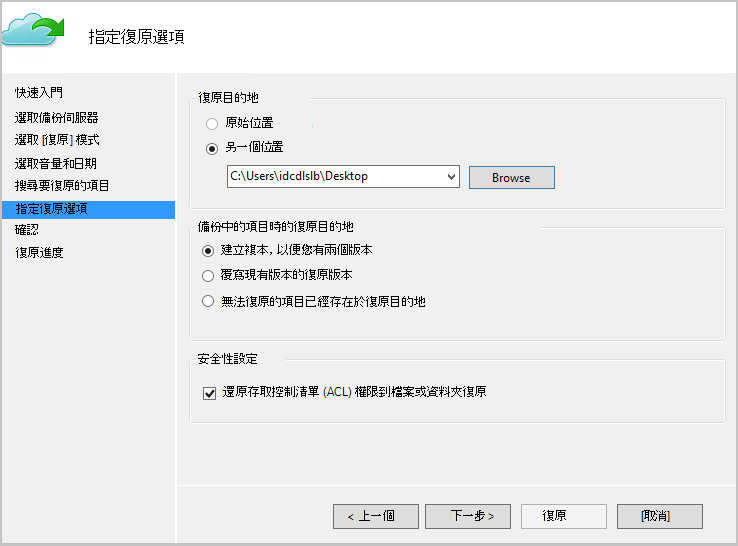 指定復原選項
快速入門
選取備份伺服器
選取 [復原] 模式
選取音量和日期
搜尋要復原的項目
指定復原選項
確認
復原進度
復原目的地
原始位置
另一個位置
C:\Users\idcdlslb\Desktop
Browse
備份中的項目時的復原目的地
建立複本, 以便您有兩個版本
覆寫現有版本的復原版本
無法復原的項目已經存在於復原目的地
安全性設定
還原存取控制清單 (ACL) 權限到檔案或資料夾復原
< 上一個
下一步 >
復原
[取消]